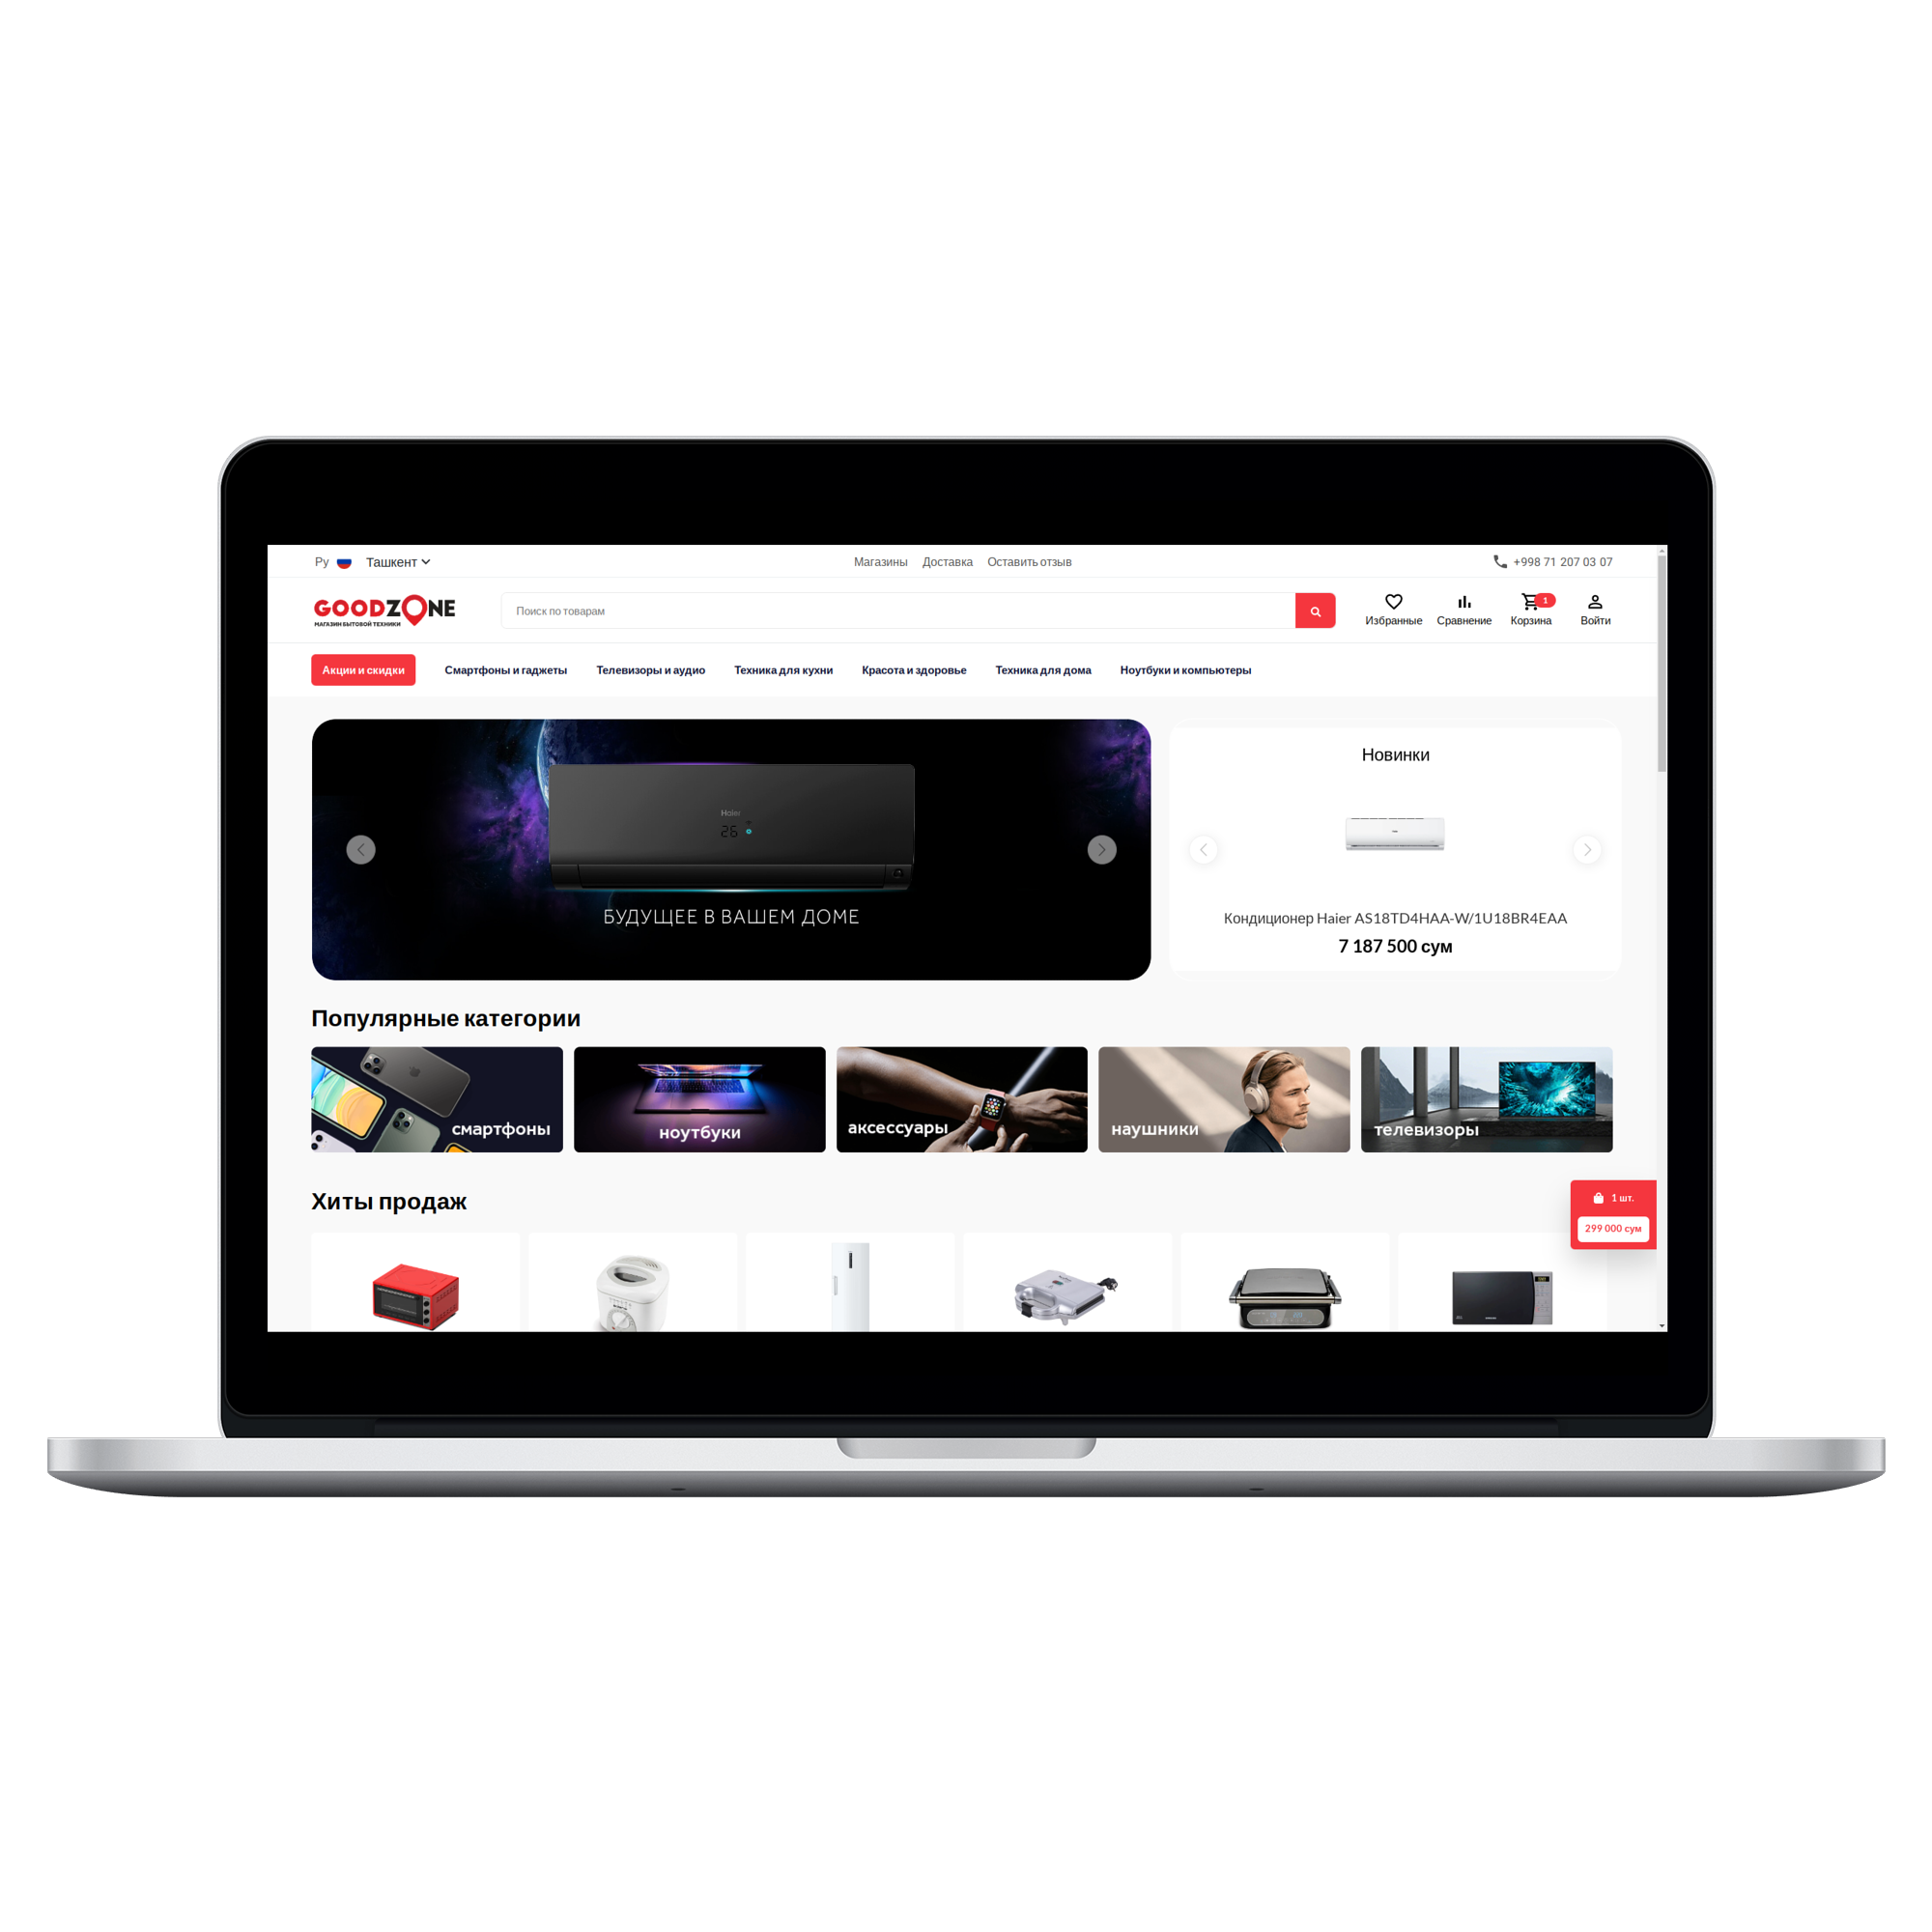 Ру Ташкент Магазины Доставка Оставить отзыв +998 71 207 03 07
GOODZONE
МАГАЗИН БЫТОВОЙ ТЕХНИКИ
Поиск по товарам
1
Избранные Сравнение Корзина Войти
Акции и скидки Смартфоны и гаджеты Телевизоры и аудио Техника для кухни Красота и здоровье Техника для дома Ноутбуки и компьютеры
Haier
26
БУДУЩЕЕ В ВАШЕМ ДОМЕ
Новинки
Кондиционер Haier AS18TD4HAA-W/1U18BR4EAA
7 187 500 сум
Популярные категории
смартфоны
ноутбуки
аксессуары
наушники
телевизоры
Хиты продаж
1 шт.
299 000 сум